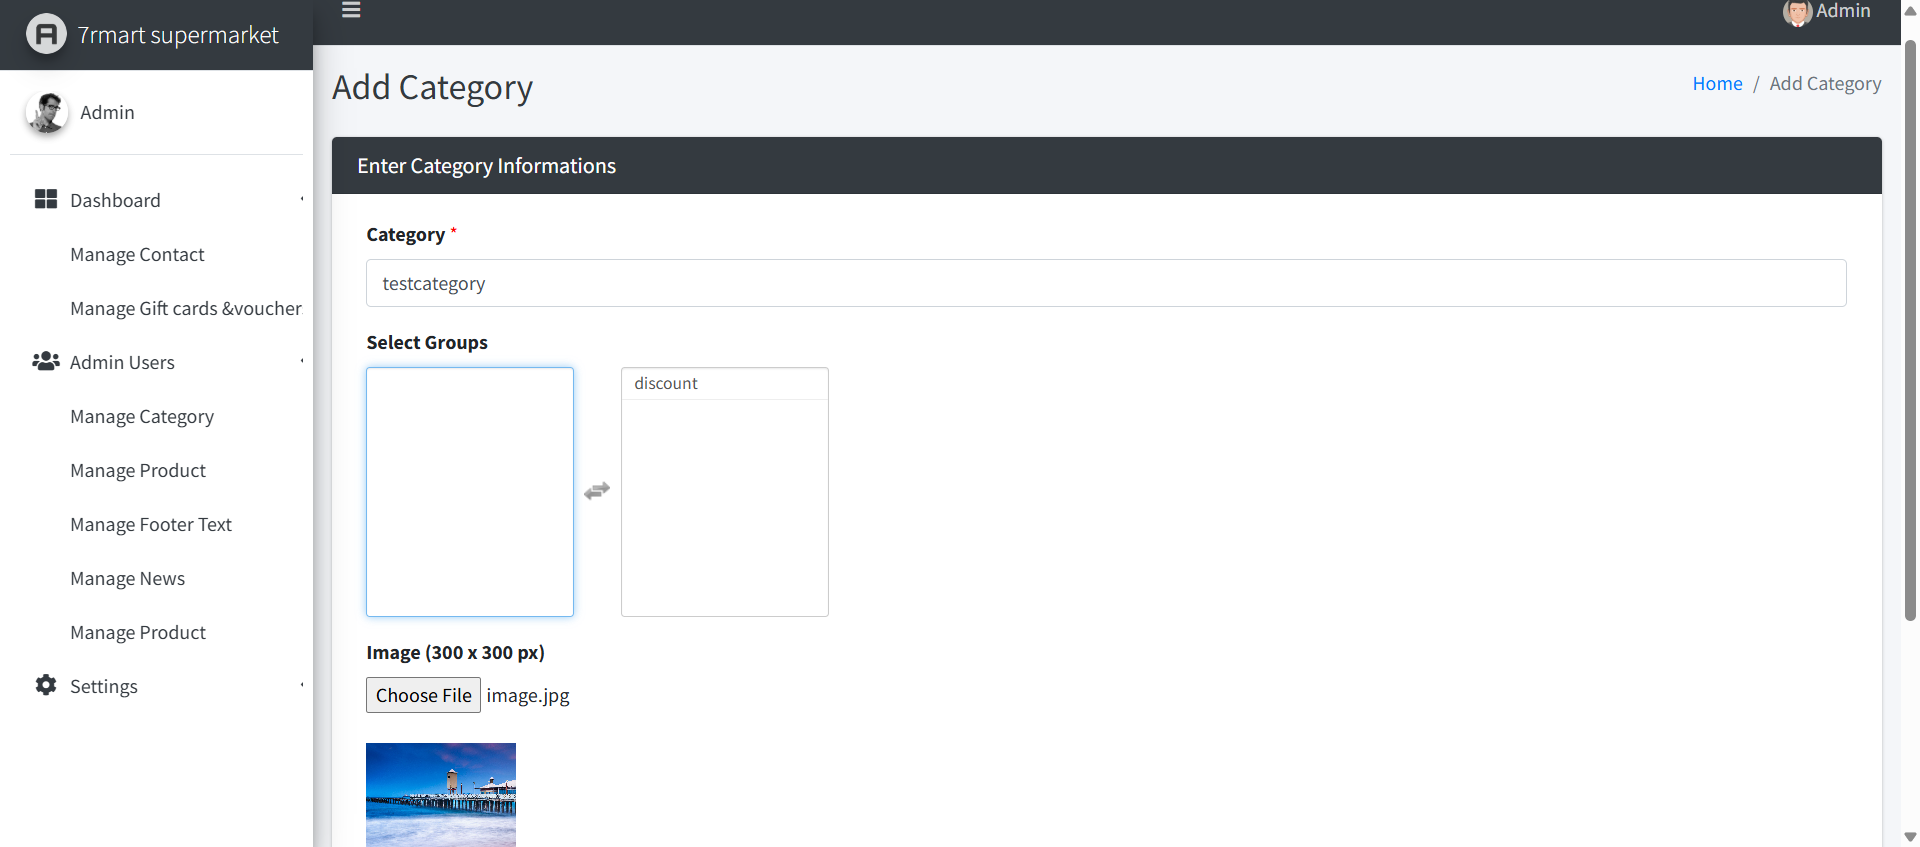 7rmart supermarket
Admin
Admin
Dashboard
Manage Contact
Manage Gift cards &voucher
Admin Users
Manage Category
Manage Product
Manage Footer Text
Manage News
Manage Product
Settings
Add Category
Home / Add Category
Enter Category Informations
Category *
testcategory
Select Groups
discount
Image (300 x 300 px)
Choose File image.jpg